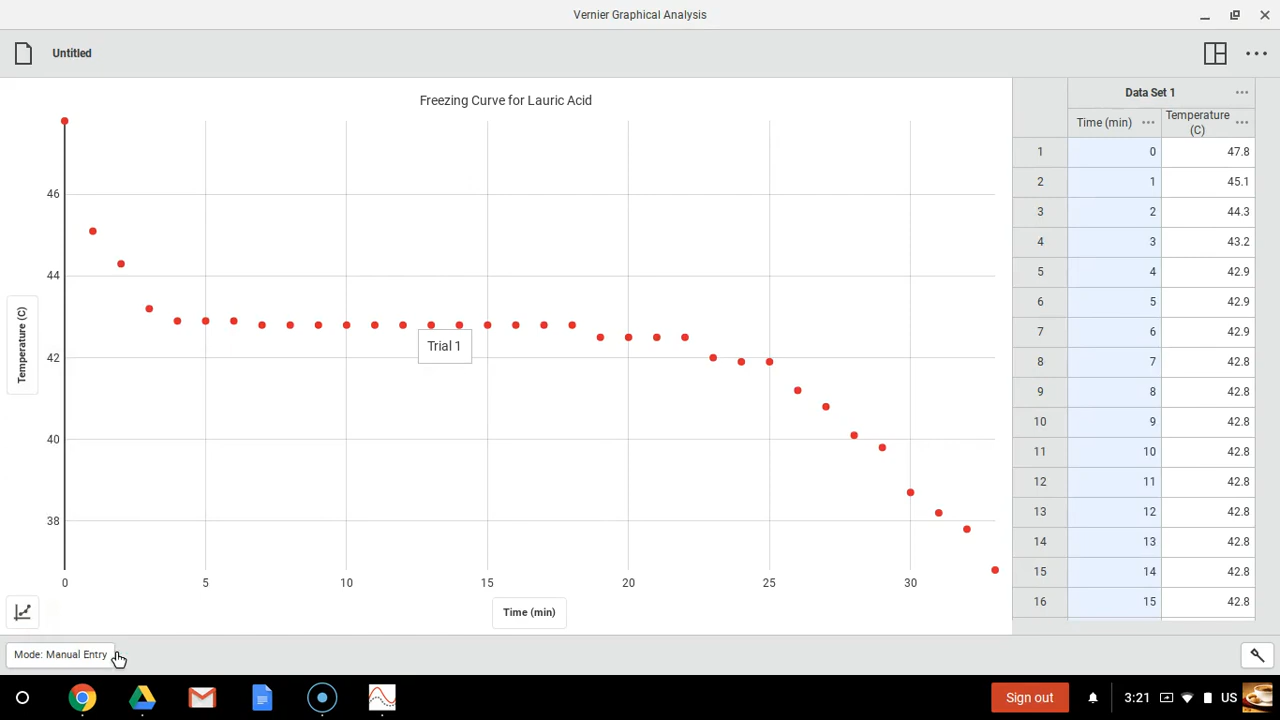 Vernier Graphical Analysis
Untitled
Freezing Curve for Lauric Acid
46
44
42
40
38
Temperature (C)
Trial 1
0 5 10 15 20 25 30
Time (min)
Data Set 1
Time (min) Temperature (C)
1 0 47.8
2 1 45.1
3 2 44.3
4 3 43.2
5 4 42.9
6 5 42.9
7 6 42.9
8 7 42.8
9 8 42.8
10 9 42.8
11 10 42.8
12 11 42.8
13 12 42.8
14 13 42.8
15 14 42.8
16 15 42.8
Mode: Manual Entry
Sign out 3:21 US